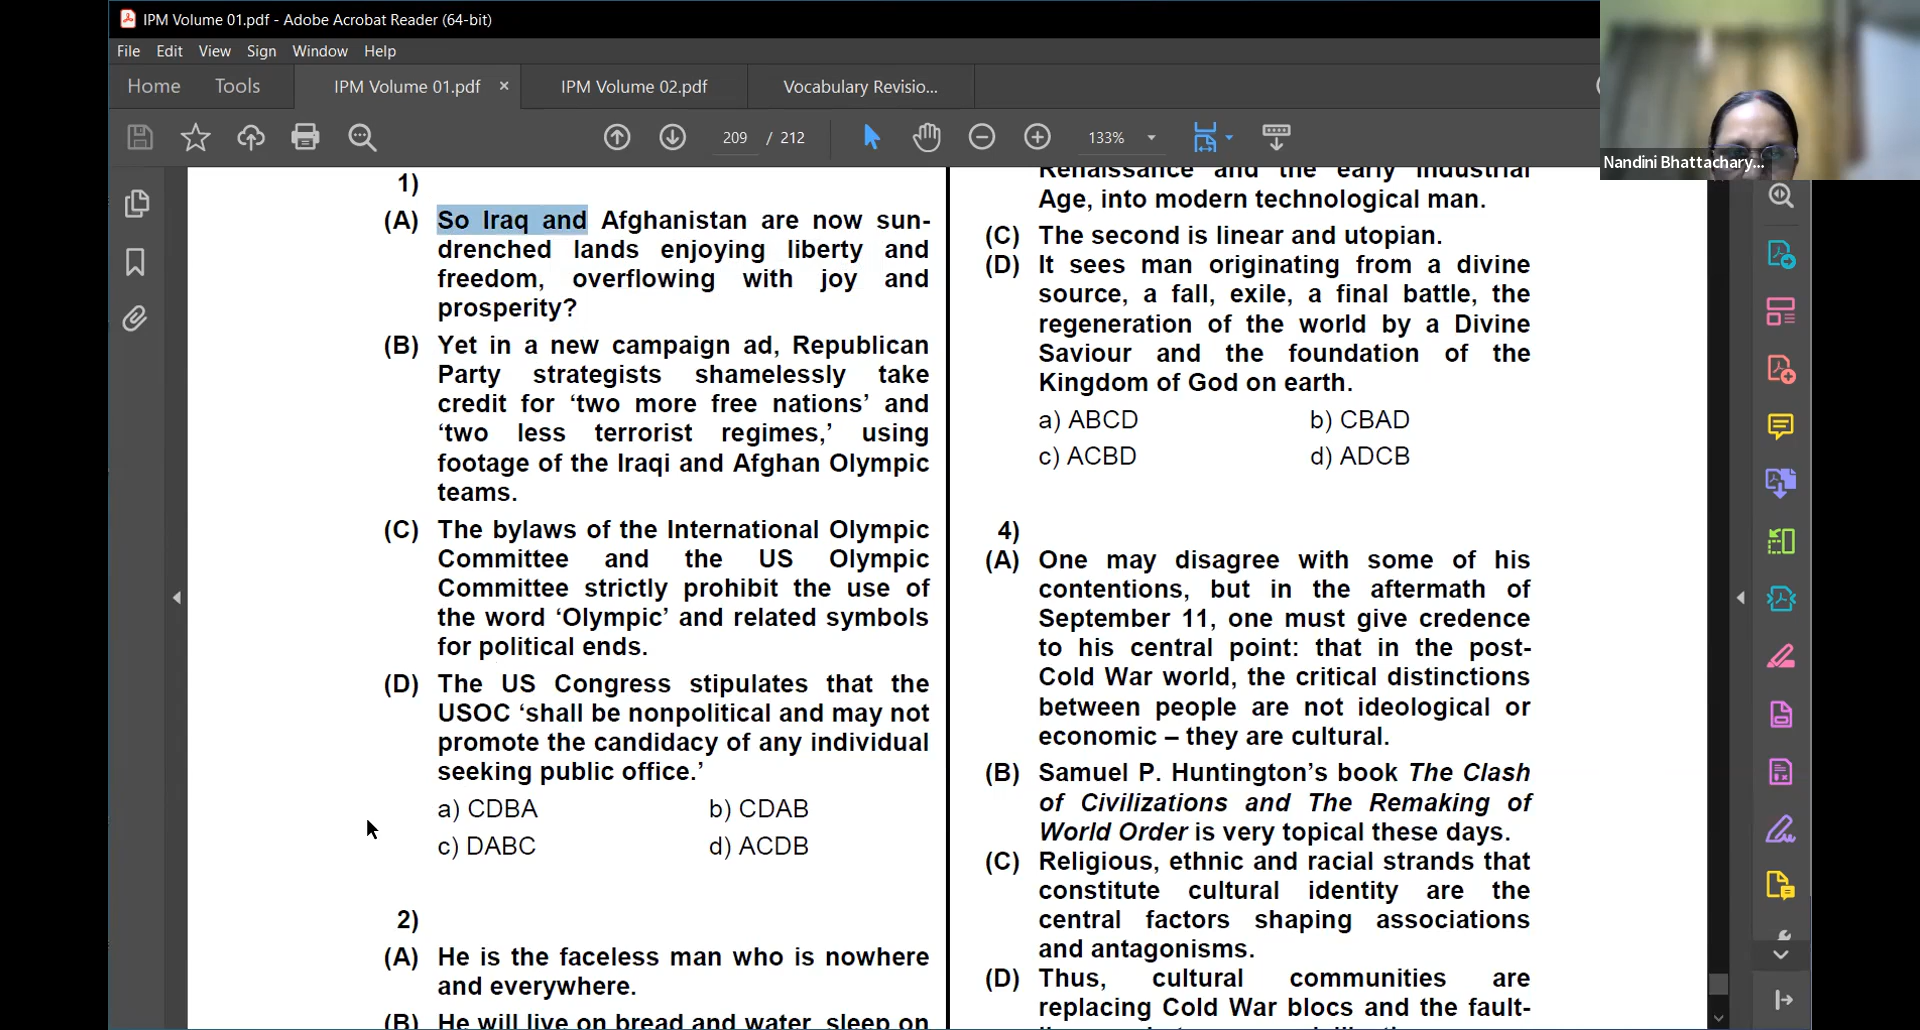 IPM Volume 01.pdf - Adobe Acrobat Reader (64-bit)
File Edit View Sign Window Help
Home Tools IPM Volume 01.pdf × IPM Volume 02.pdf Vocabulary Revisio...
209 / 212 133%
Nandini Bhattachary...
1)
(A) So Iraq and Afghanistan are now sun-
drenched lands enjoying liberty and
freedom, overflowing with joy and
prosperity?
(B) Yet in a new campaign ad, Republican
Party strategists shamelessly take
credit for ‘two more free nations’ and
‘two less terrorist regimes,’ using
footage of the Iraqi and Afghan Olympic
teams.
(C) The bylaws of the International Olympic
Committee and the US Olympic
Committee strictly prohibit the use of
the word ‘Olympic’ and related symbols
for political ends.
(D) The US Congress stipulates that the
USOC ‘shall be nonpolitical and may not
promote the candidacy of any individual
seeking public office.’
a) CDBA b) CDAB
c) DABC d) ACDB
2)
(A) He is the faceless man who is nowhere
and everywhere.
(B) He will live on bread and water, sleep on
Renaissance and the early Industrial
Age, into modern technological man.
(C) The second is linear and utopian.
(D) It sees man originating from a divine
source, a fall, exile, a final battle, the
regeneration of the world by a Divine
Saviour and the foundation of the
Kingdom of God on earth.
a) ABCD b) CBAD
c) ACBD d) ADCB
4)
(A) One may disagree with some of his
contentions, but in the aftermath of
September 11, one must give credence
to his central point: that in the post-
Cold War world, the critical distinctions
between people are not ideological or
economic – they are cultural.
(B) Samuel P. Huntington’s book The Clash
of Civilizations and The Remaking of
World Order is very topical these days.
(C) Religious, ethnic and racial strands that
constitute cultural identity are the
central factors shaping associations
and antagonisms.
(D) Thus, cultural communities are
replacing Cold War blocs and the fault-